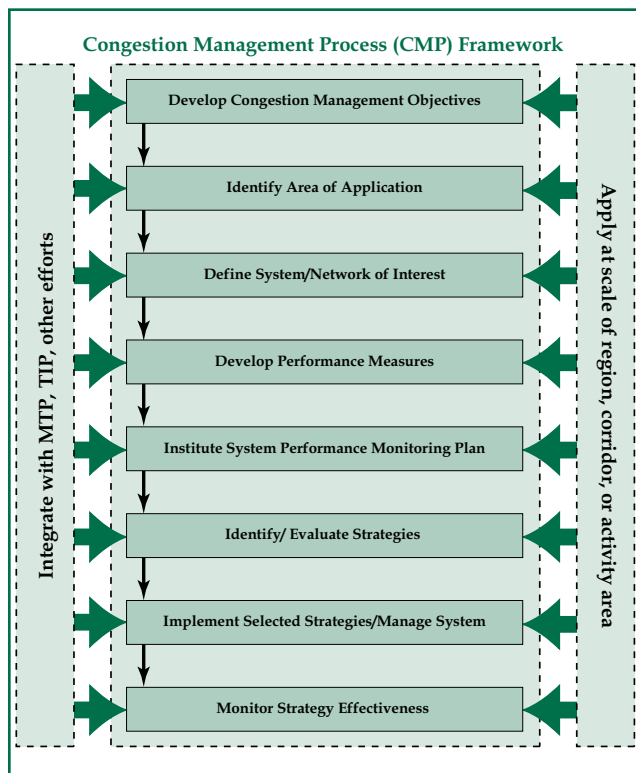 Congestion Management Process (CMP) Framework
Integrate with MTP, TIP, other efforts
Develop Congestion Management Objectives
Identify Area of Application
Define System/Network of Interest
Develop Performance Measures
Institute System Performance Monitoring Plan
Identify/ Evaluate Strategies
Implement Selected Strategies/Manage System
Monitor Strategy Effectiveness
Apply at scale of region, corridor, or activity area